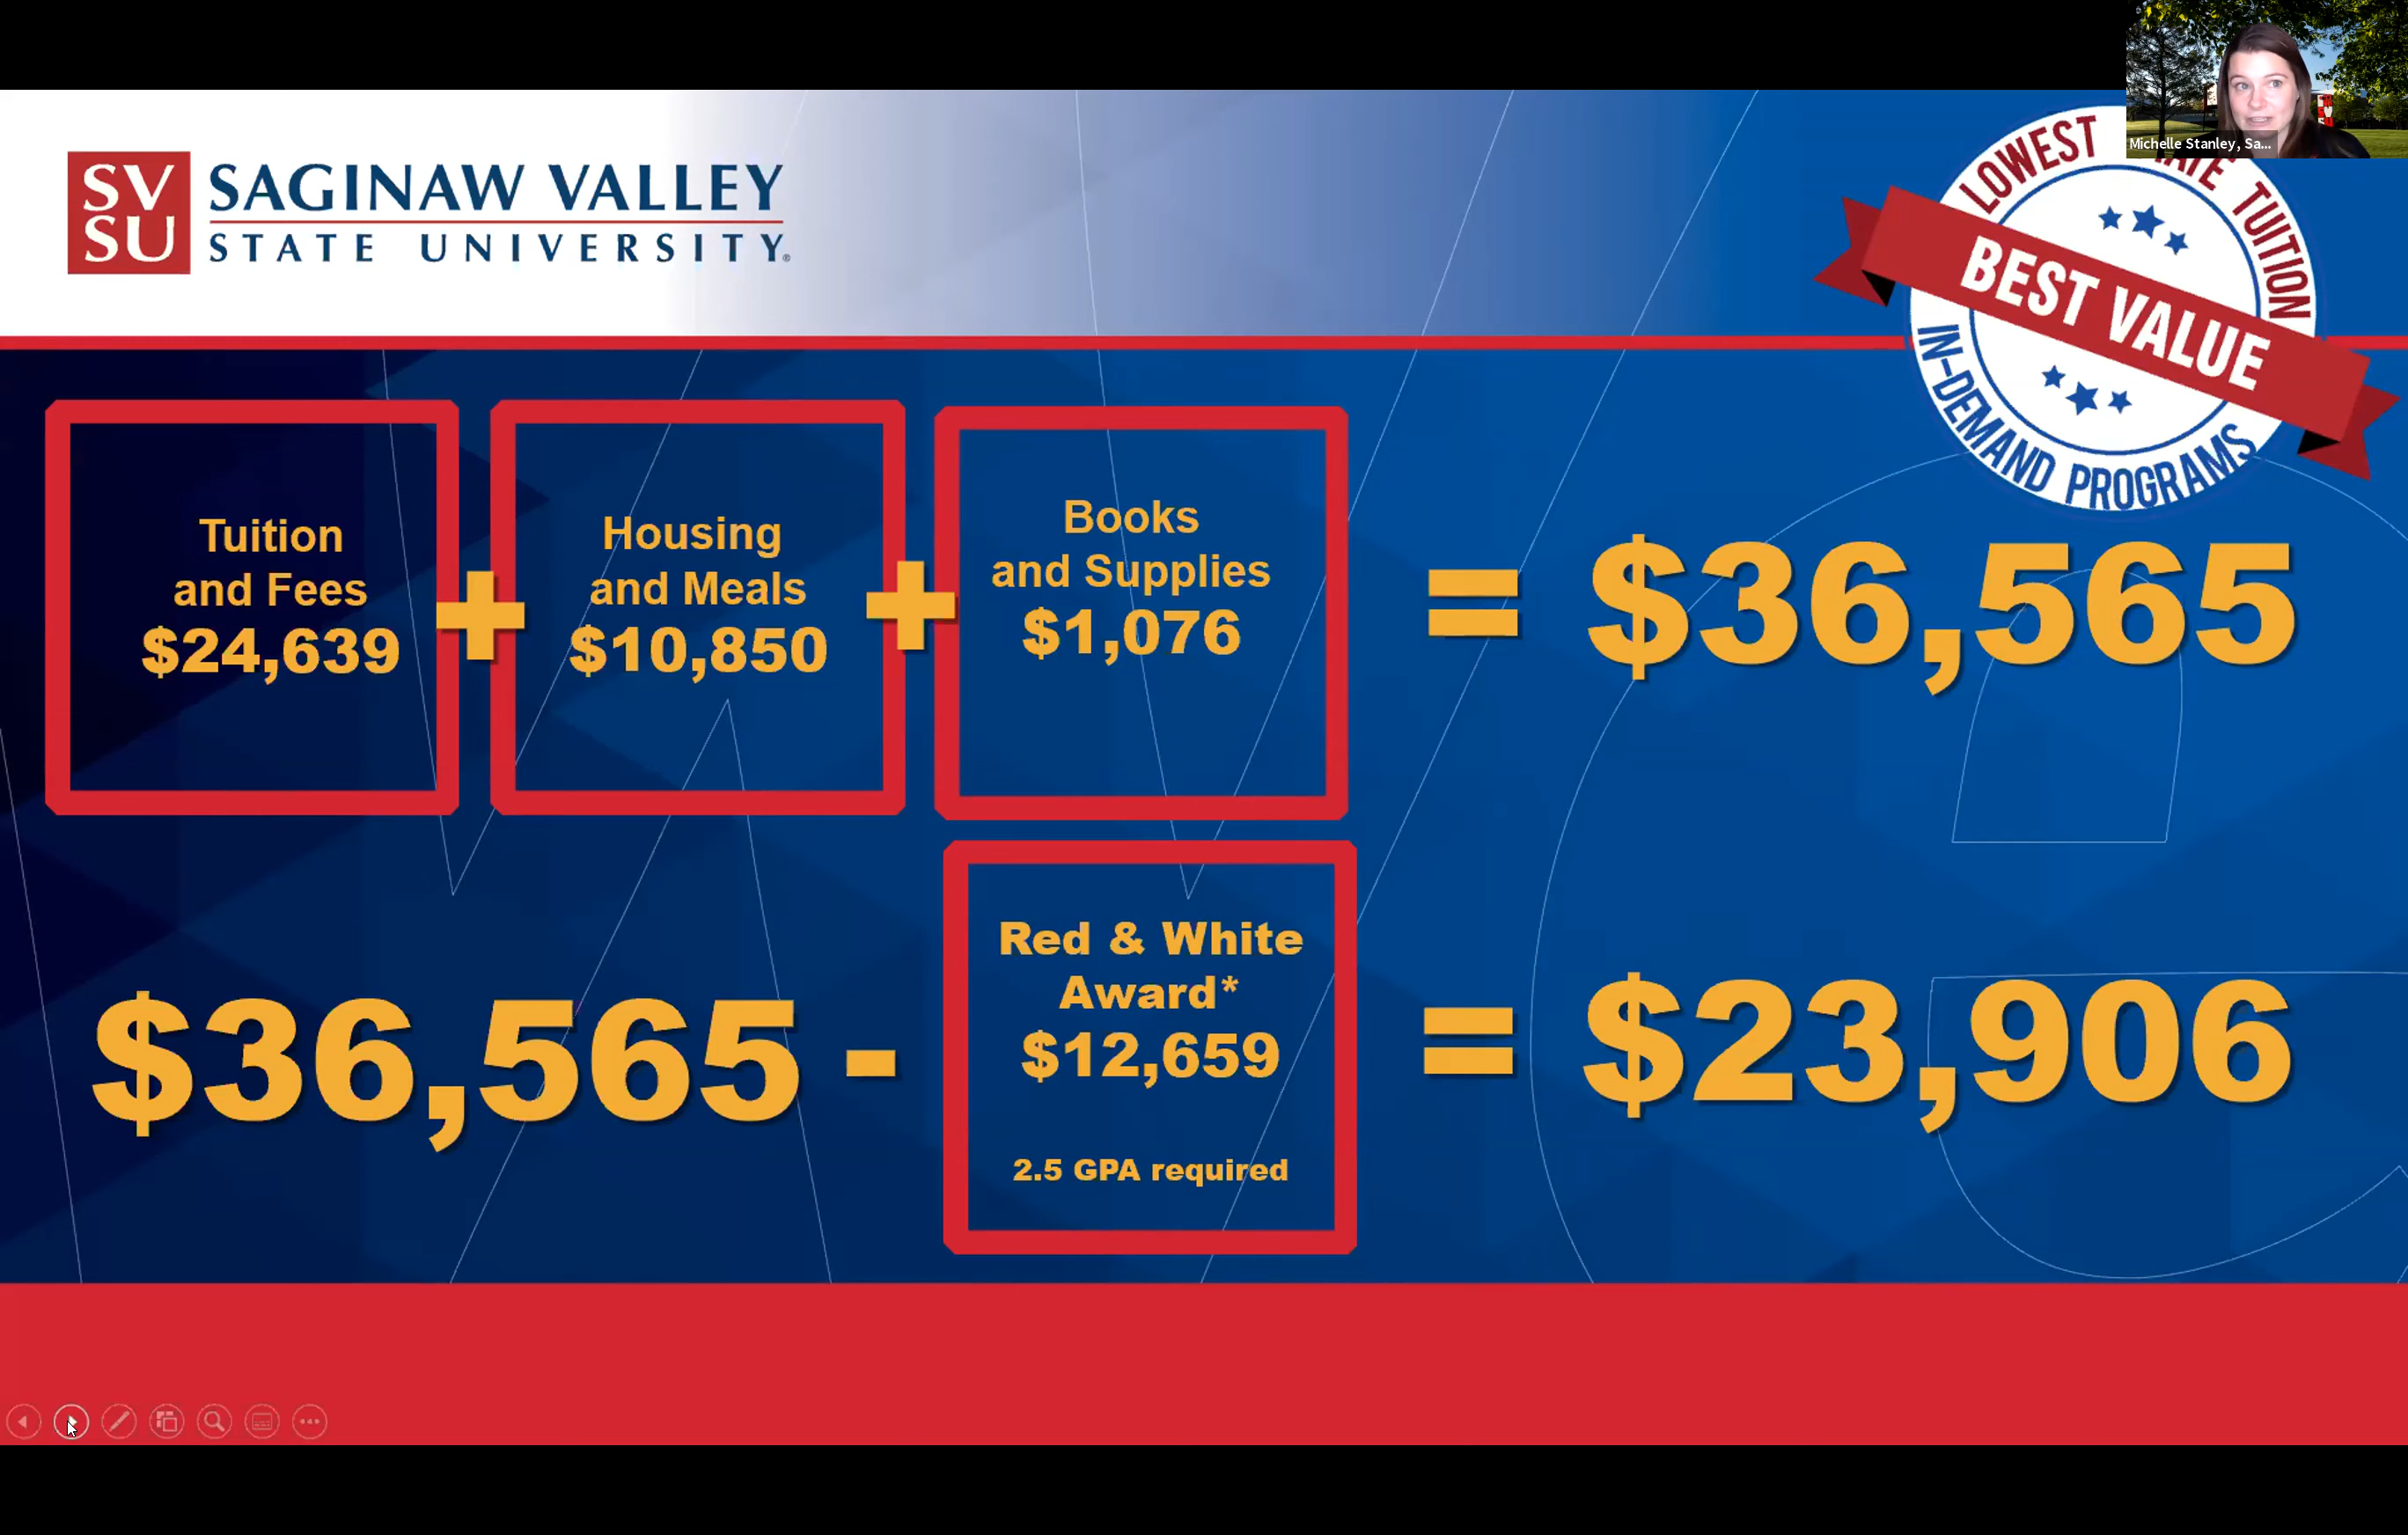 Michelle Stanley, Sa...
SV
SU
SAGINAW VALLEY
STATE UNIVERSITY®
LOWEST TUITION
BEST VALUE
IN-DEMAND PROGRAMS
Tuition
and Fees
$24,639
+
Housing
and Meals
$10,850
+
Books
and Supplies
$1,076
= $36,565
$36,565 -
Red & White
Award*
$12,659
2.5 GPA required
= $23,906